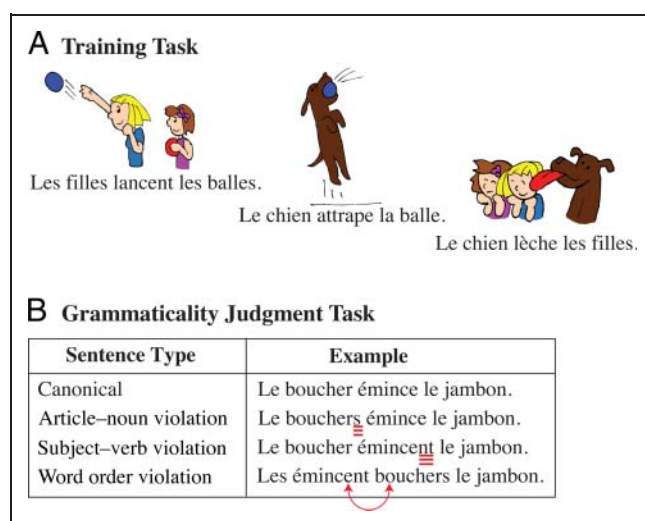 A Training Task
Les filles lancent les balles.
Le chien attrape la balle.
Le chien lèche les filles.
B Grammaticality Judgment Task
Sentence Type Example
Canonical Le boucher émince le jambon.
Article–noun violation Le bouchers émince le jambon.
Subject–verb violation Le boucher émincent le jambon.
Word order violation Les émincent bouchers le jambon.